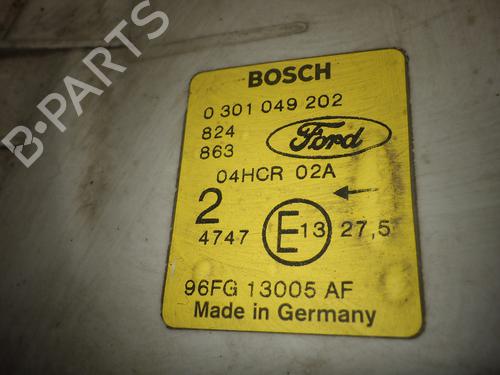 B-PARTS
BOSCH
0 301 049 202
824
863
Ford
04HCR 02A
2
4747
E 13 27,5
96FG 13005 AF
Made in Germany